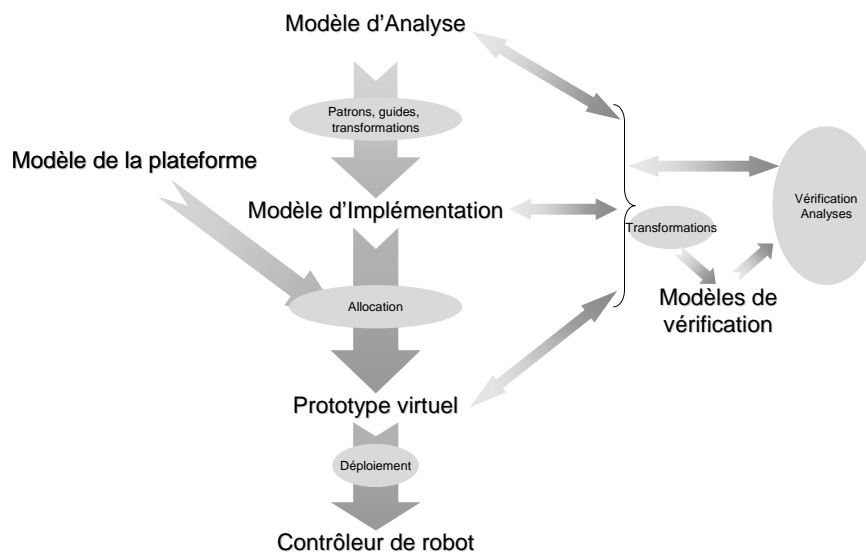 Modèle d'Analyse
Patrons, guides,
transformations
Modèle de la plateforme
Modèle d'Implémentation
Transformations
Vérification
Analyses
Allocation
Modèles de
vérification
Prototype virtuel
Déploiement
Contrôleur de robot